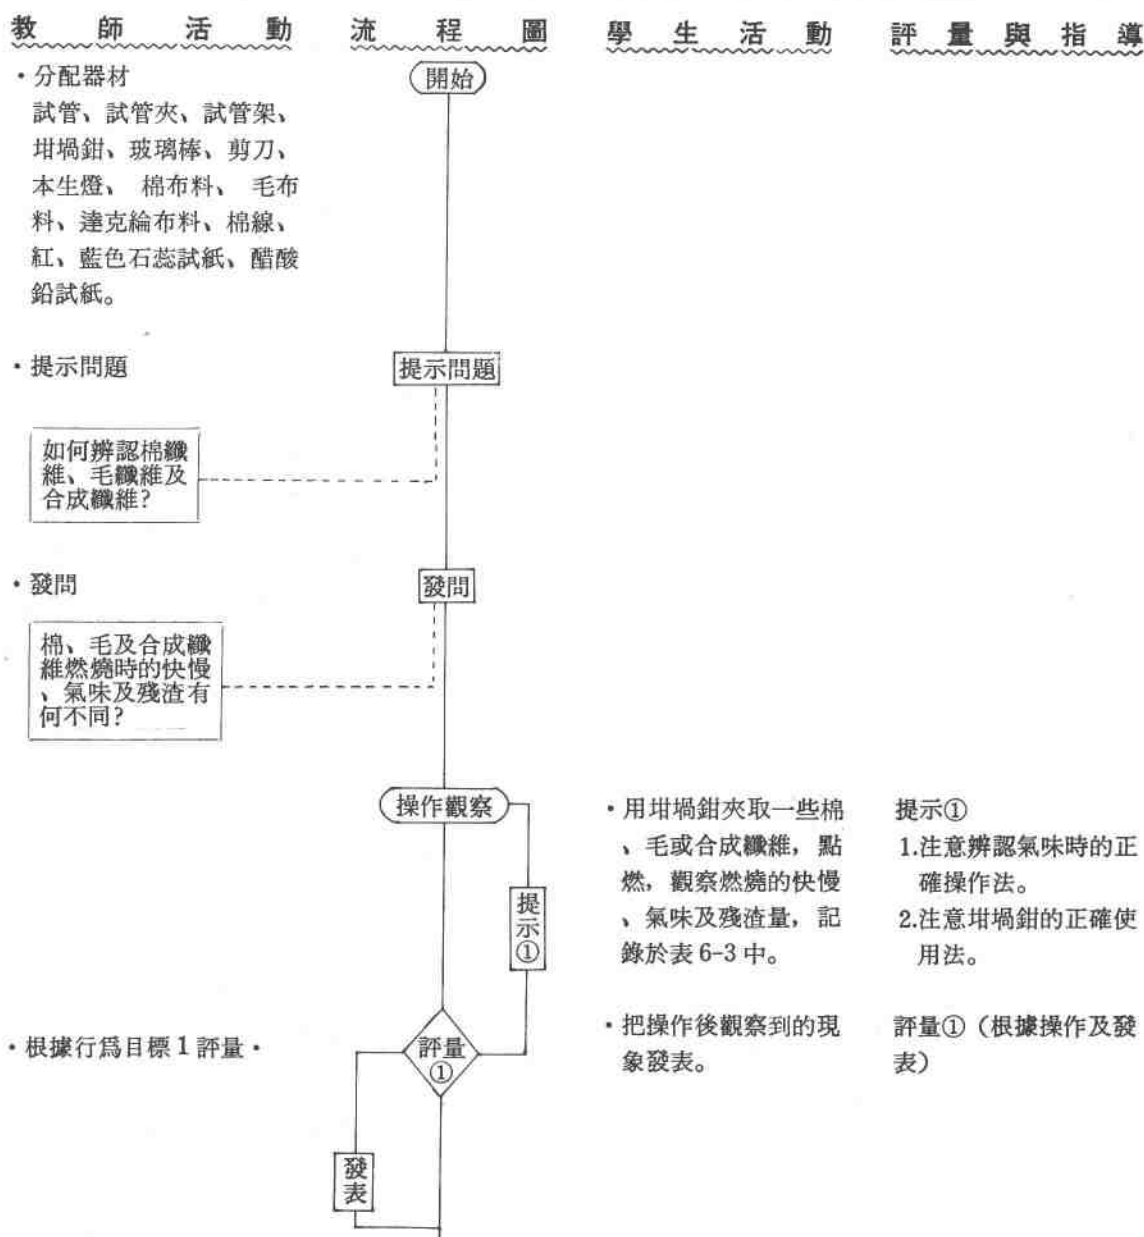 教師活動 流程圖 學生活動 評量與指導
・分配器材
試管、試管夾、試管架、
坩堝鉗、玻璃棒、剪刀、
本生燈、 棉布料、 毛布
料、達克綸布料、棉線、
紅、藍色石蕊試紙、醋酸
鉛試紙。
開始
・提示問題
提示問題
如何辨認棉纖
維、毛纖維及
合成纖維?
・發問
發問
棉、毛及合成纖
維燃燒時的快慢
、氣味及殘渣有
何不同?
操作觀察
提示①
・用坩堝鉗夾取一些棉
、毛或合成纖維, 點
燃, 觀察燃燒的快慢
、氣味及殘渣量, 記
錄於表 6-3 中。
提示①
1.注意辨認氣味時的正
確操作法。
2.注意坩堝鉗的正確使
用法。
・根據行爲目標 1 評量・
評量
①
發表
・把操作後觀察到的現
象發表。
評量① (根據操作及發
表)